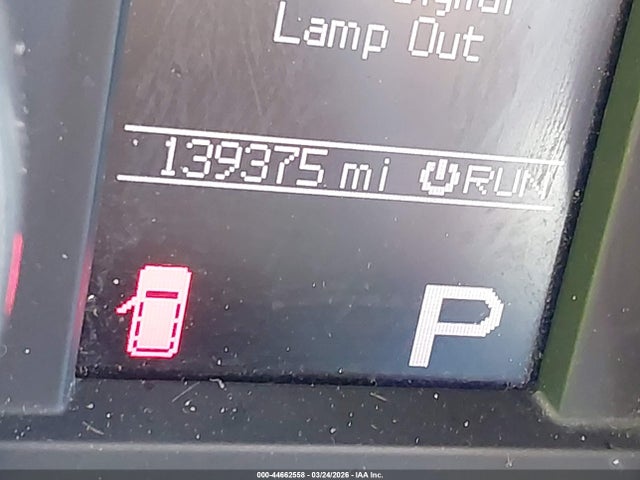 Lamp Out
139375 mi RUN
P
000-44662558 - 03/24/2026 - IAA Inc.